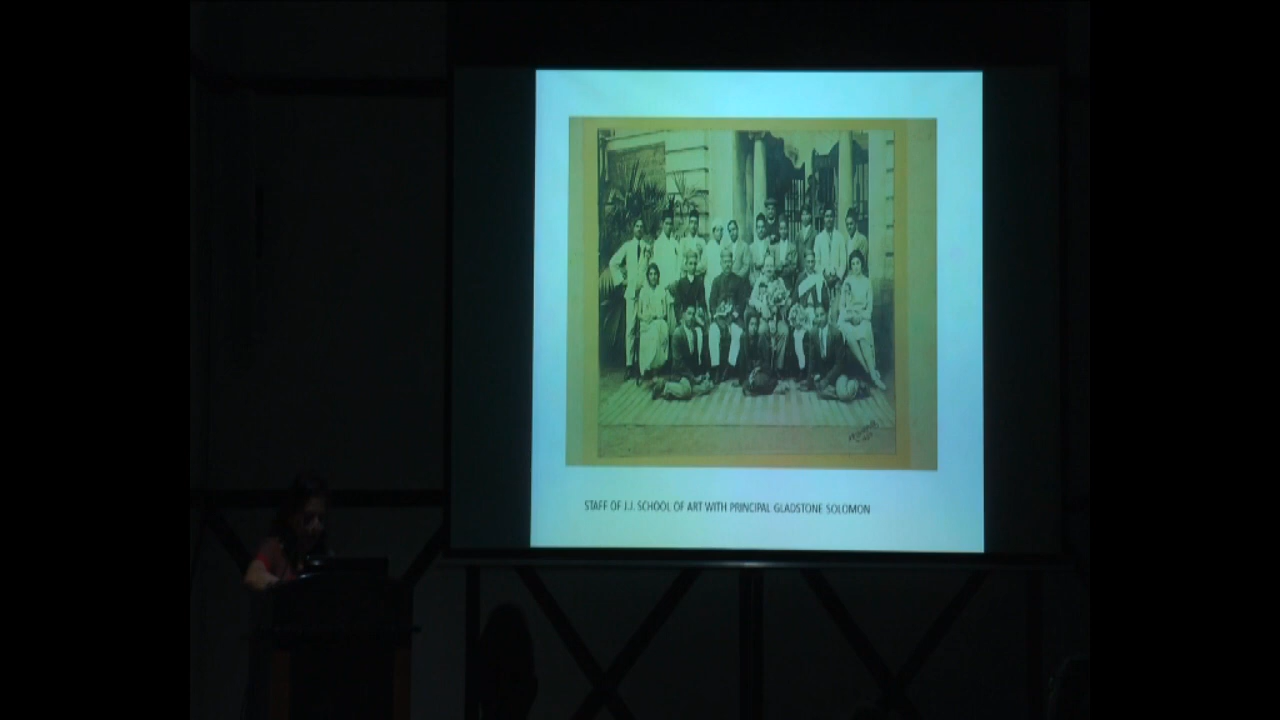 STAFF OF J.J. SCHOOL OF ART WITH PRINCIPAL GLADSTONE SOLOMON